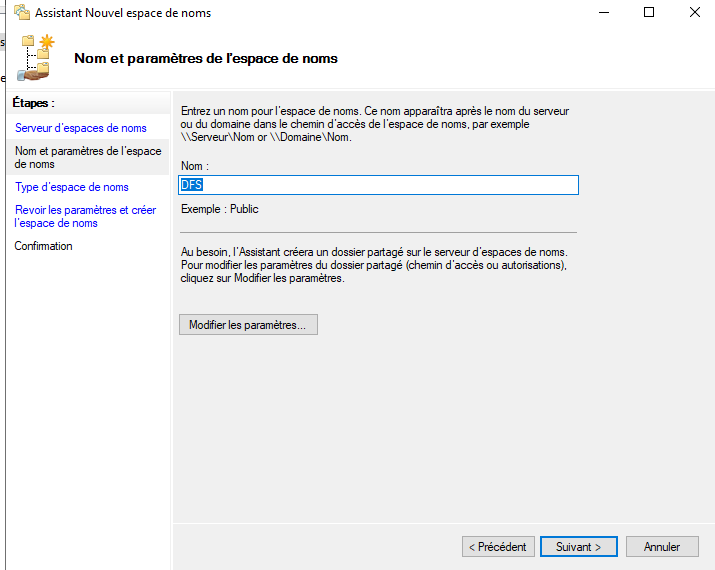 Assistant Nouvel espace de noms
Nom et paramètres de l'espace de noms
Étapes :
Serveur d'espaces de noms
Nom et paramètres de l'espace
de noms
Type d'espace de noms
Revoir les paramètres et créer
l'espace de noms
Confirmation
Entrez un nom pour l'espace de noms. Ce nom apparaîtra après le nom du serveur
ou du domaine dans le chemin d'accès de l'espace de noms, par exemple
\\Serveur\Nom or \\Domaine\Nom.
Nom :
DFS
Exemple : Public
Au besoin, l'Assistant créera un dossier partagé sur le serveur d'espaces de noms.
Pour modifier les paramètres du dossier partagé (chemin d'accès ou autorisations),
cliquez sur Modifier les paramètres.
Modifier les paramètres...
< Précédent
Suivant >
Annuler